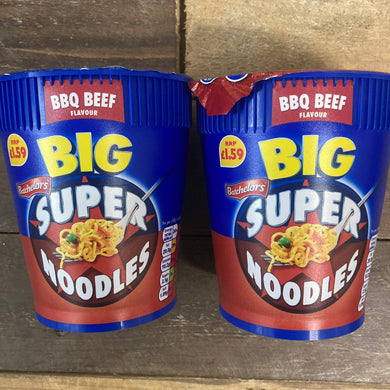 BBQ BEEF
FLAVOUR
RRP
£1.59
BIG
Batchelors
SUPER
NOODLES
BBQ BEEF
FLAVOUR
RRP
£1.59
BIG
Batchelors
SUPER
NOODLES